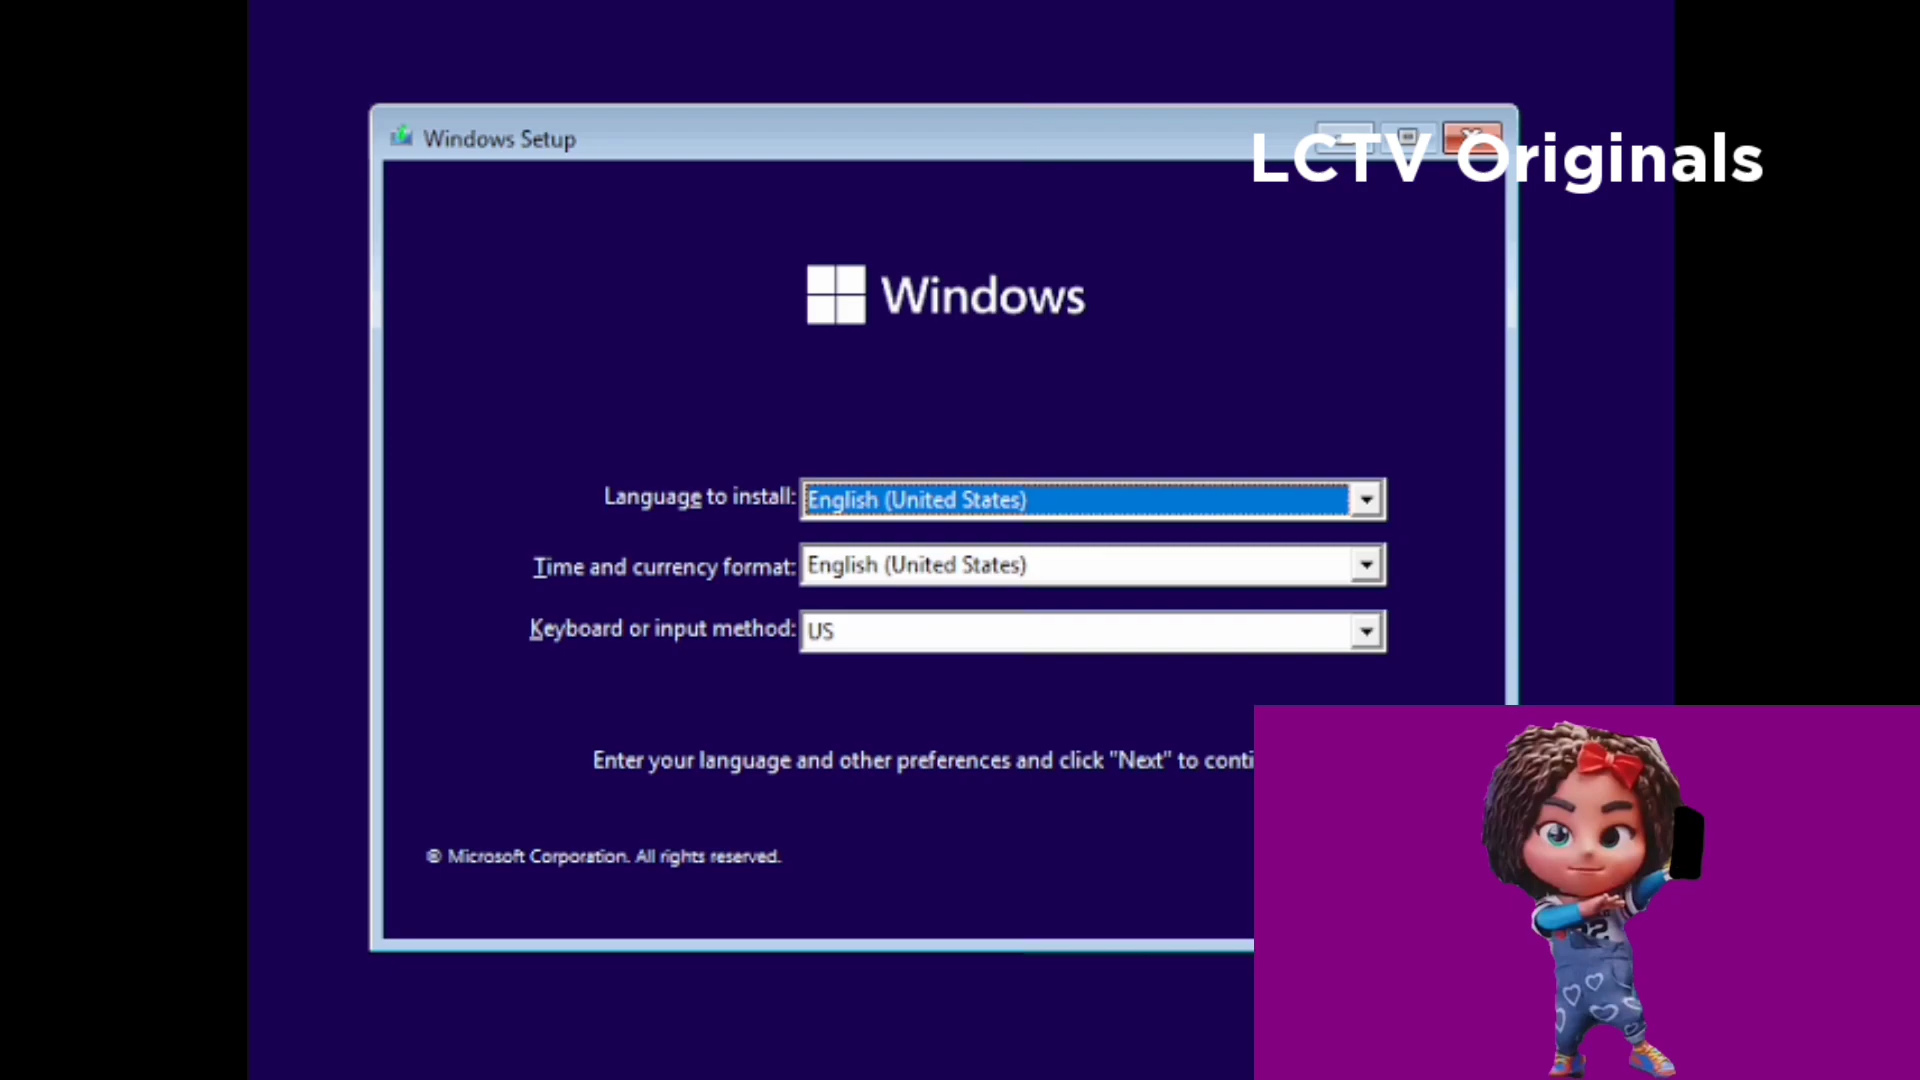 Windows Setup
LCTV Originals
Windows
Language to install: English (United States)
Time and currency format: English (United States)
Keyboard or input method: US
Enter your language and other preferences and click "Next" to conti
© Microsoft Corporation. All rights reserved.